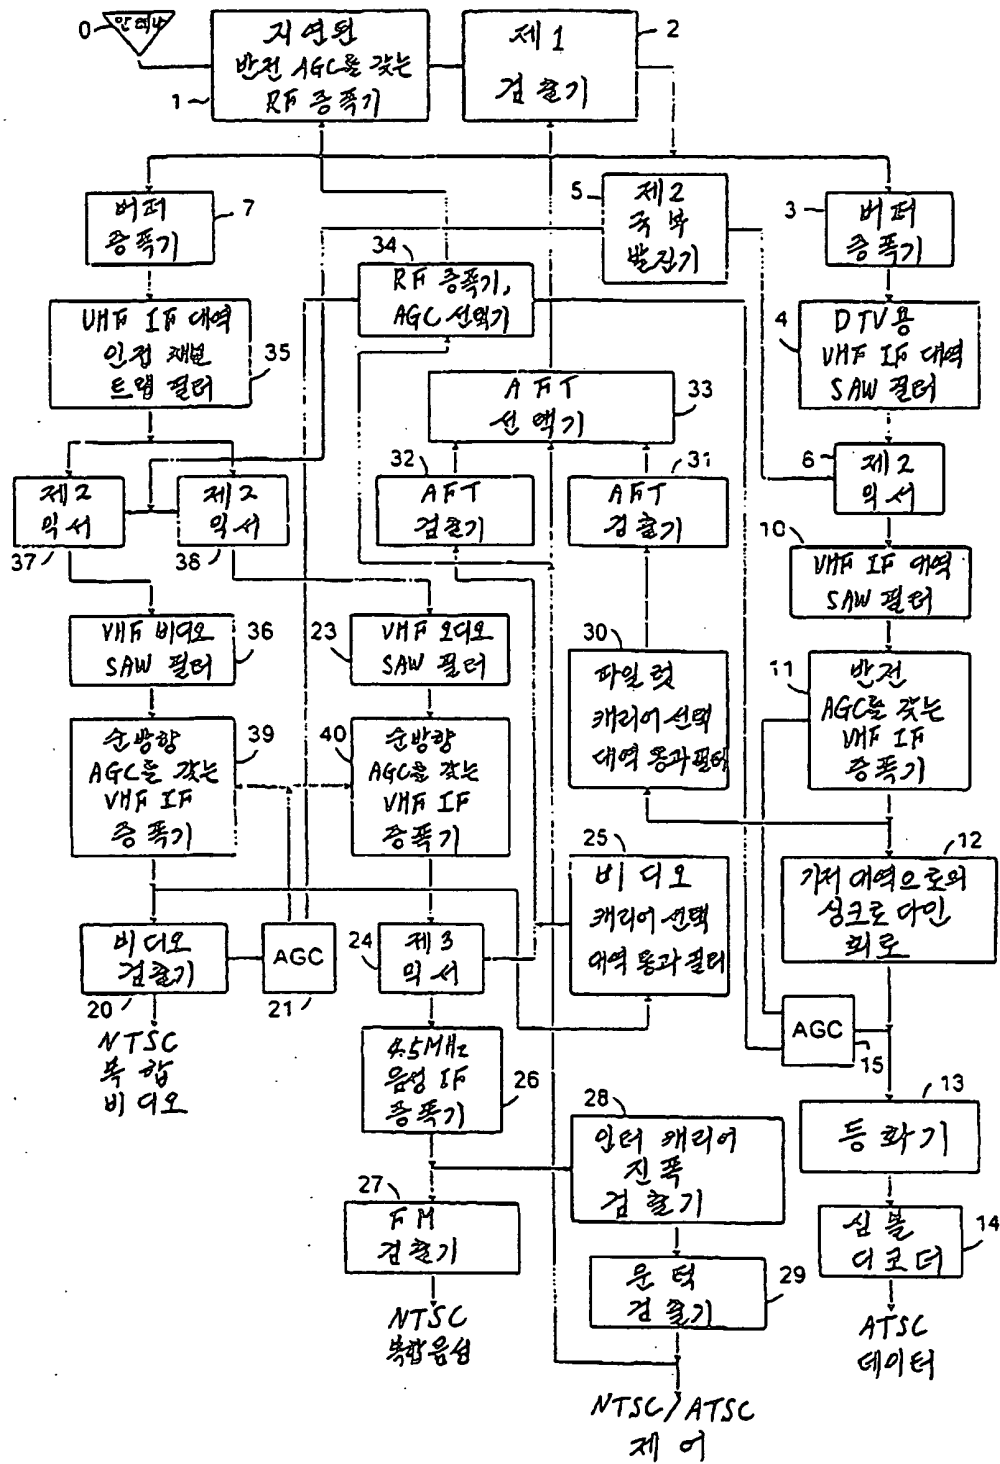 0
안테나
지연된
반전 AGC를 갖는
RF 증폭기
1
제1
검출기
2
버퍼
증폭기
7
5
제2
국부
발진기
3
버퍼
증폭기
34
RF 증폭기,
AGC 선택기
UHF IF 대역
인접 채널
트랩 필터
35
4
DTV용
VHF IF 대역
SAW 필터
AFT
선택기
33
제2
믹서
37
제2
믹서
38
32
AFT
검출기
31
AFT
검출기
6
제2
믹서
10
VHF IF 대역
SAW 필터
VHF 비디오
SAW 필터
36
23
VHF 오디오
SAW 필터
30
파일럿
캐리어 선택
대역 통과 필터
11
반전
AGC를 갖는
VHF IF
증폭기
순방향
AGC를 갖는
VHF IF
증폭기
39
40
순방향
AGC를 갖는
VHF IF
증폭기
25
비디오
캐리어 선택
대역 통과 필터
12
기저 대역으로의
싱크로다인
회로
비디오
검출기
20
AGC
21
24
제3
믹서
AGC
15
NTSC
복합
비디오
4.5MHz
음성 IF
증폭기
26
28
인터 캐리어
진폭
검출기
13
등화기
27
FM
검출기
문턱
검출기
29
심볼
디코더
14
NTSC
복합음성
ATSC
데이터
NTSC/ATSC
제어